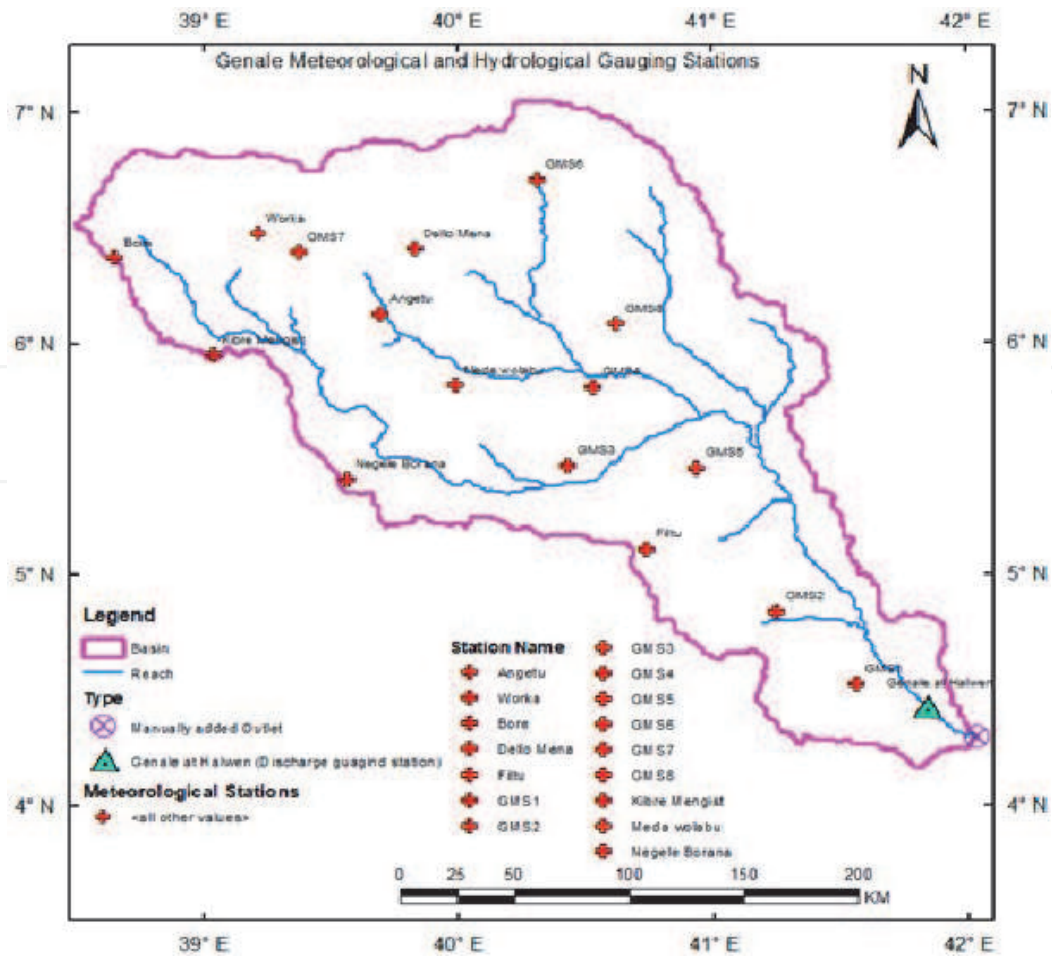 39° E 40° E 41° E 42° E
Genale Meteorological and Hydrological Gauging Stations
N
7° N 7° N
GMS6
Worka
GMS7
Dello Mena
Bore
Angetu
GMS8
6° N 6° N
Kibre Mengist
Meda wolabu
GMS4
GMS3
GMS5
Negele Borana
Filtu
5° N 5° N
GMS2
GMS1
Genale at Halwen
Legend
Basin
Reach
Type
Manually added Outlet
Genale at Halwen (Discharge guagind station)
Meteorological Stations
<all other values>
Station Name
Angetu
Worka
Bore
Dello Mena
Filtu
GMS1
GMS2
GMS3
GMS4
GMS5
GMS6
GMS7
GMS8
Kibre Mengist
Meda wolabu
Negele Borana
4° N 4° N
0 25 50 100 150 200
KM
39° E 40° E 41° E 42° E